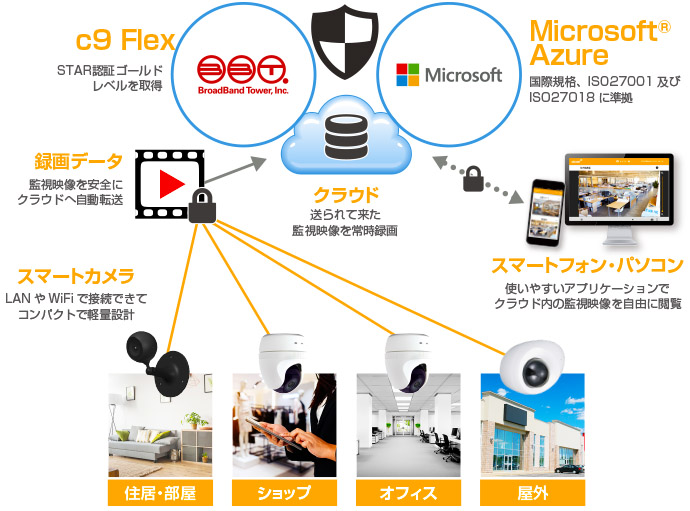 c9 Flex
STAR認証ゴールド
レベルを取得
BBT.
BroadBand Tower, Inc.
Microsoft
Microsoft®
Azure
国際規格、ISO27001 及び
ISO27018 に準拠
録画データ
監視映像を安全に
クラウドへ自動転送
クラウド
送られて来た
監視映像を常時録画
スマートフォン・パソコン
使いやすいアプリケーションで
クラウド内の監視映像を自由に閲覧
スマートカメラ
LAN や WiFi で接続できて
コンパクトで軽量設計
住居・部屋
ショップ
オフィス
屋外